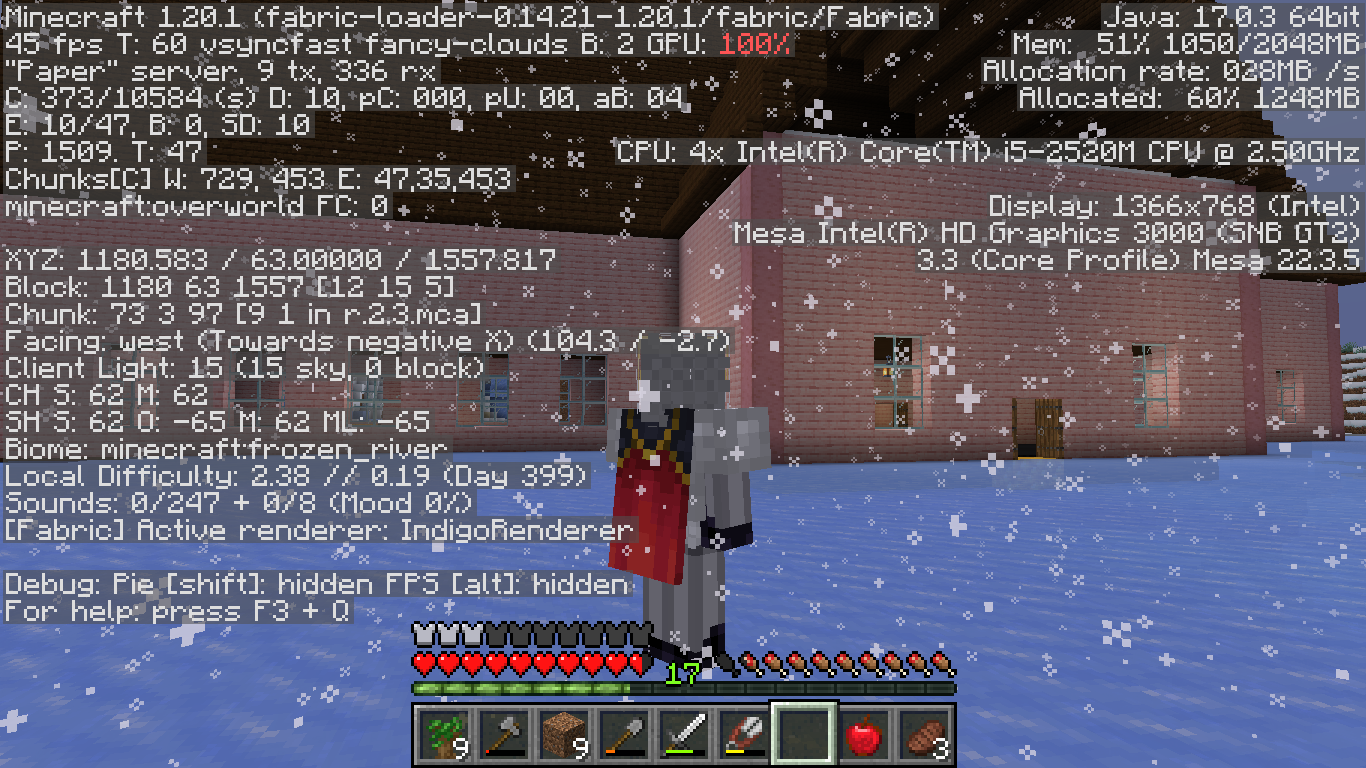 Minecraft 1.20.1 (fabric-loader-0.14.21-1.20.1/fabric/Fabric)
45 fps T: 60 vsyncfast fancy-clouds B: 2 GPU: 100%
"Paper" server, 9 tx, 336 rx
C: 373/10584 (s) D: 10, pC: 000, pU: 00, aB: 04
E: 10/47, B: 0, SD: 10
P: 1509. T: 47
Chunks[C] W: 729, 453 E: 47,35,453
minecraft:overworld FC: 0
XYZ: 1180.583 / 63.00000 / 1557.817
Block: 1180 63 1557 [12 15 5]
Chunk: 73 3 97 [9 1 in r.2.3.mca]
Facing: west (Towards negative X) (104.3 / -2.7)
Client Light: 15 (15 sky, 0 block)
CH S: 62 M: 62
SH S: 62 O: -65 M: 62 ML: -65
Biome: minecraft:frozen_river
Local Difficulty: 2.38 // 0.19 (Day 399)
Sounds: 0/247 + 0/8 (Mood 0%)
[Fabric] Active renderer: IndigoRenderer
Debug: Pie [shift]: hidden FPS [alt]: hidden
For help: press F3 + Q
Java: 17.0.3 64bit
Mem: 51% 1050/2048MB
Allocation rate: 028MB /s
Allocated: 60% 1248MB
CPU: 4x Intel(R) Core(TM) i5-2520M CPU @ 2.50GHz
Display: 1366x768 (Intel)
Mesa Intel(R) HD Graphics 3000 (SNB GT2)
3.3 (Core Profile) Mesa 22.3.5
17
9
9
3